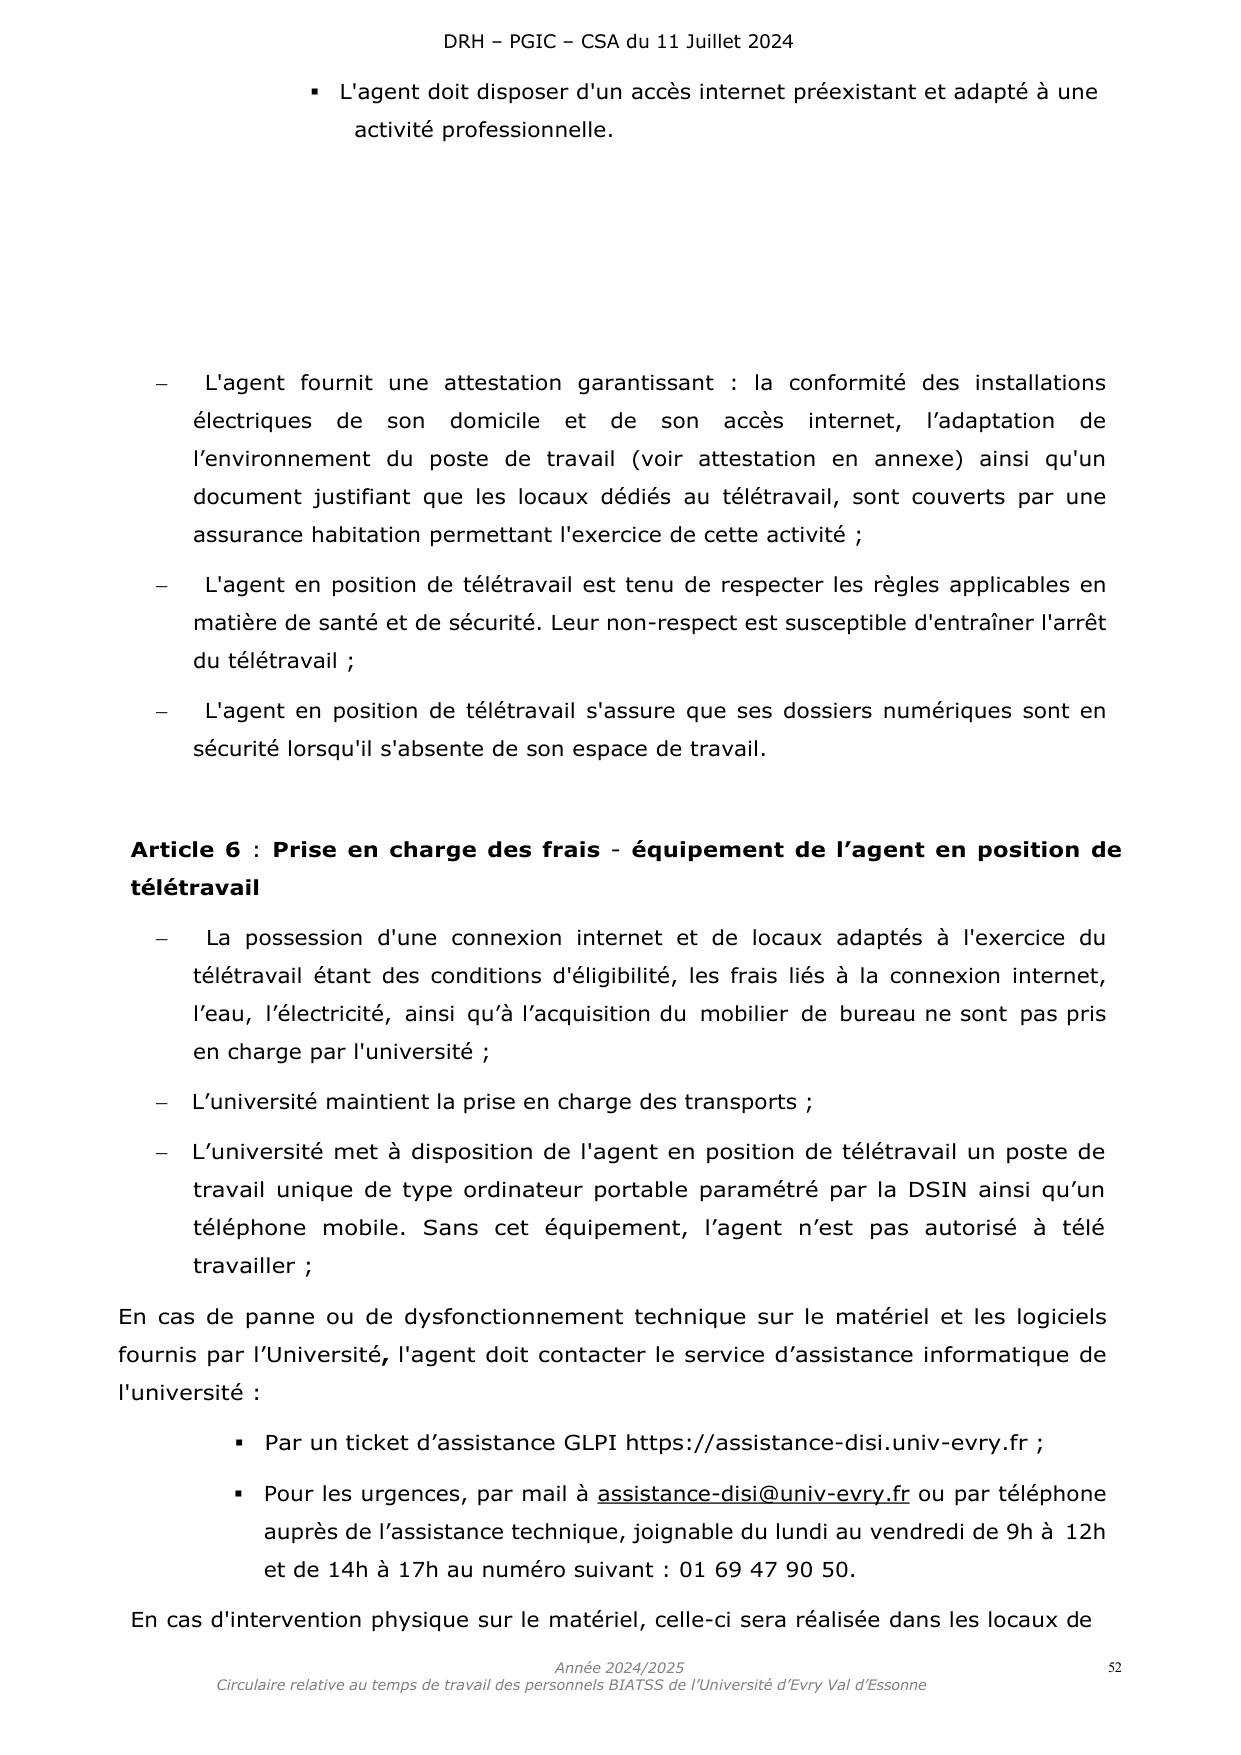 DRH – PGIC – CSA du 11 Juillet 2024
▪ L'agent doit disposer d'un accès internet préexistant et adapté à une
activité professionnelle.
– L'agent fournit une attestation garantissant : la conformité des installations
électriques de son domicile et de son accès internet, l’adaptation de
l’environnement du poste de travail (voir attestation en annexe) ainsi qu'un
document justifiant que les locaux dédiés au télétravail, sont couverts par une
assurance habitation permettant l'exercice de cette activité ;
– L'agent en position de télétravail est tenu de respecter les règles applicables en
matière de santé et de sécurité. Leur non-respect est susceptible d'entraîner l'arrêt
du télétravail ;
– L'agent en position de télétravail s'assure que ses dossiers numériques sont en
sécurité lorsqu'il s'absente de son espace de travail.
Article 6 : Prise en charge des frais - équipement de l’agent en position de
télétravail
– La possession d'une connexion internet et de locaux adaptés à l'exercice du
télétravail étant des conditions d'éligibilité, les frais liés à la connexion internet,
l’eau, l’électricité, ainsi qu’à l’acquisition du mobilier de bureau ne sont pas pris
en charge par l'université ;
– L’université maintient la prise en charge des transports ;
– L’université met à disposition de l'agent en position de télétravail un poste de
travail unique de type ordinateur portable paramétré par la DSIN ainsi qu’un
téléphone mobile. Sans cet équipement, l’agent n’est pas autorisé à télé
travailler ;
En cas de panne ou de dysfonctionnement technique sur le matériel et les logiciels
fournis par l’Université, l'agent doit contacter le service d’assistance informatique de
l'université :
▪ Par un ticket d’assistance GLPI https://assistance-disi.univ-evry.fr ;
▪ Pour les urgences, par mail à assistance-disi@univ-evry.fr ou par téléphone
auprès de l’assistance technique, joignable du lundi au vendredi de 9h à 12h
et de 14h à 17h au numéro suivant : 01 69 47 90 50.
En cas d'intervention physique sur le matériel, celle-ci sera réalisée dans les locaux de
Année 2024/2025
52
Circulaire relative au temps de travail des personnels BIATSS de l’Université d’Evry Val d’Essonne